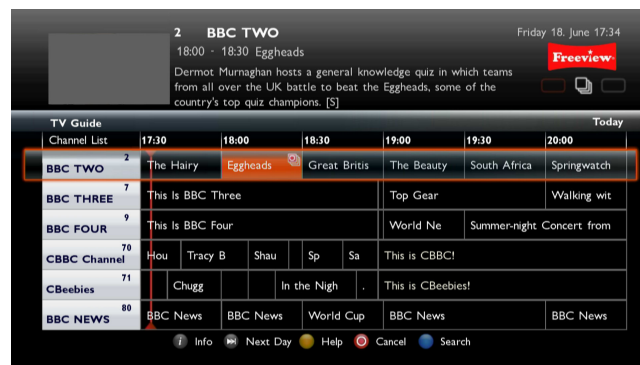 2 BBC TWO
Friday 18. June 17:34
18:00 - 18:30 Eggheads
Freeview
Dermot Murnaghan hosts a general knowledge quiz in which teams
from all over the UK battle to beat the Eggheads, some of the
country's top quiz champions. [S]
TV Guide Today
Channel List 17:30 18:00 18:30 19:00 19:30 20:00
BBC TWO 2 The Hairy Eggheads Great Britis The Beauty South Africa Springwatch
BBC THREE 7 This Is BBC Three Top Gear Walking wit
BBC FOUR 9 This Is BBC Four World Ne Summer-night Concert from
CBBC Channel 70 Hou Tracy B Shau Sp Sa This is CBBC!
CBeebies 71 Chugg In the Nigh . This is CBeebies!
BBC NEWS 80 BBC News BBC News World Cup BBC News BBC News
i Info Next Day Help Cancel Search